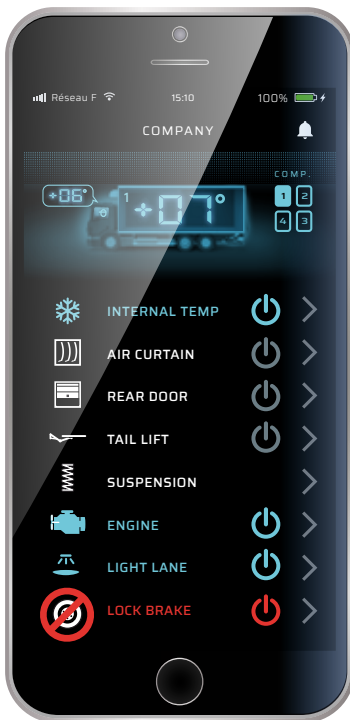 Réseau F 15:10 100%
COMPANY
COMP.
+06° 1 +07° 1 2
4 3
INTERNAL TEMP
AIR CURTAIN
REAR DOOR
TAIL LIFT
SUSPENSION
ENGINE
LIGHT LANE
LOCK BRAKE